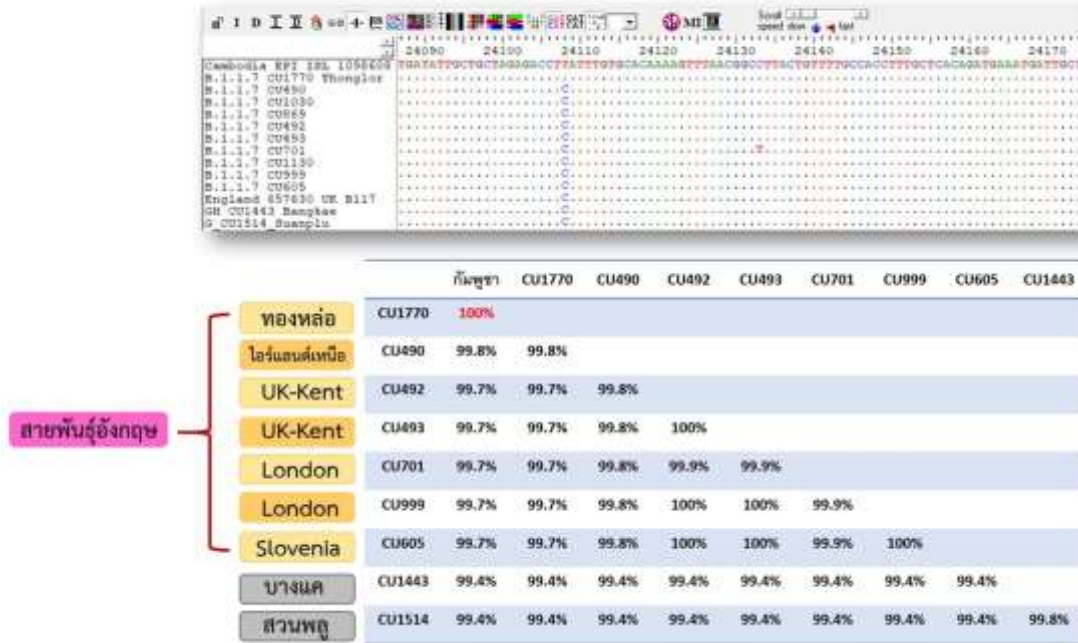 Scroll
speed slow fast
24090 24100 24110 24120 24130 24140 24150 24160 24170
Cambodia EPI ISL 1098608 TGATATTGCTGCTAGAGACCTTATTTGTGCACAAAAGTTTAACGGCCTTACTGTTTTGCCACCTTTGCTCACAGATGAAATGATTGCT
B.1.1.7 CU1770 Thonglor
B.1.1.7 CU490
B.1.1.7 CU1030
B.1.1.7 CU869
B.1.1.7 CU492
B.1.1.7 CU493
B.1.1.7 CU701
B.1.1.7 CU1130
B.1.1.7 CU999
B.1.1.7 CU605
England 657630 UK B117
GH CU1443 Bangkae
G_CU1514_Suanplu
กัมพูชา CU1770 CU490 CU492 CU493 CU701 CU999 CU605 CU1443
ทองหล่อ CU1770 100%
ไอร์แลนด์เหนือ CU490 99.8% 99.8%
UK-Kent CU492 99.7% 99.7% 99.8%
สายพันธุ์อังกฤษ UK-Kent CU493 99.7% 99.7% 99.8% 100%
London CU701 99.7% 99.7% 99.8% 99.9% 99.9%
London CU999 99.7% 99.7% 99.8% 100% 100% 99.9%
Slovenia CU605 99.7% 99.7% 99.8% 100% 100% 99.9% 100%
บางแค CU1443 99.4% 99.4% 99.4% 99.4% 99.4% 99.4% 99.4% 99.4%
สวนพลู CU1514 99.4% 99.4% 99.4% 99.4% 99.4% 99.4% 99.4% 99.4% 99.8%